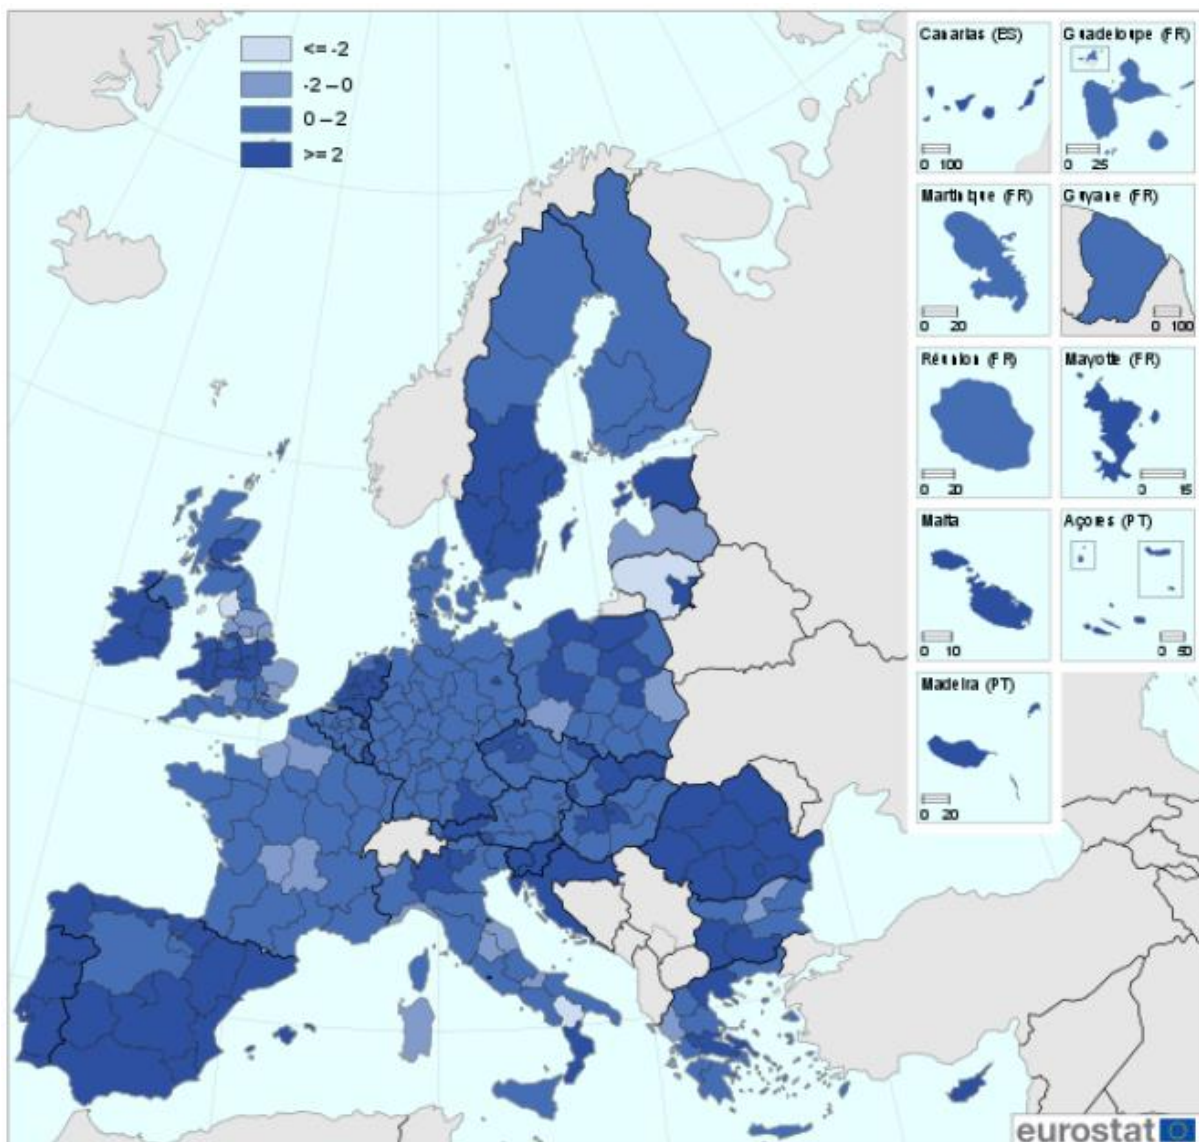 <= -2
-2 – 0
0 – 2
>= 2
Canarias (ES)
0 100
Guadeloupe (FR)
0 25
Martinique (FR)
0 20
Guyane (FR)
0 100
Réunion (FR)
0 20
Mayotte (FR)
0 15
Malta
0 10
Açores (PT)
0 50
Madeira (PT)
0 20
eurostat